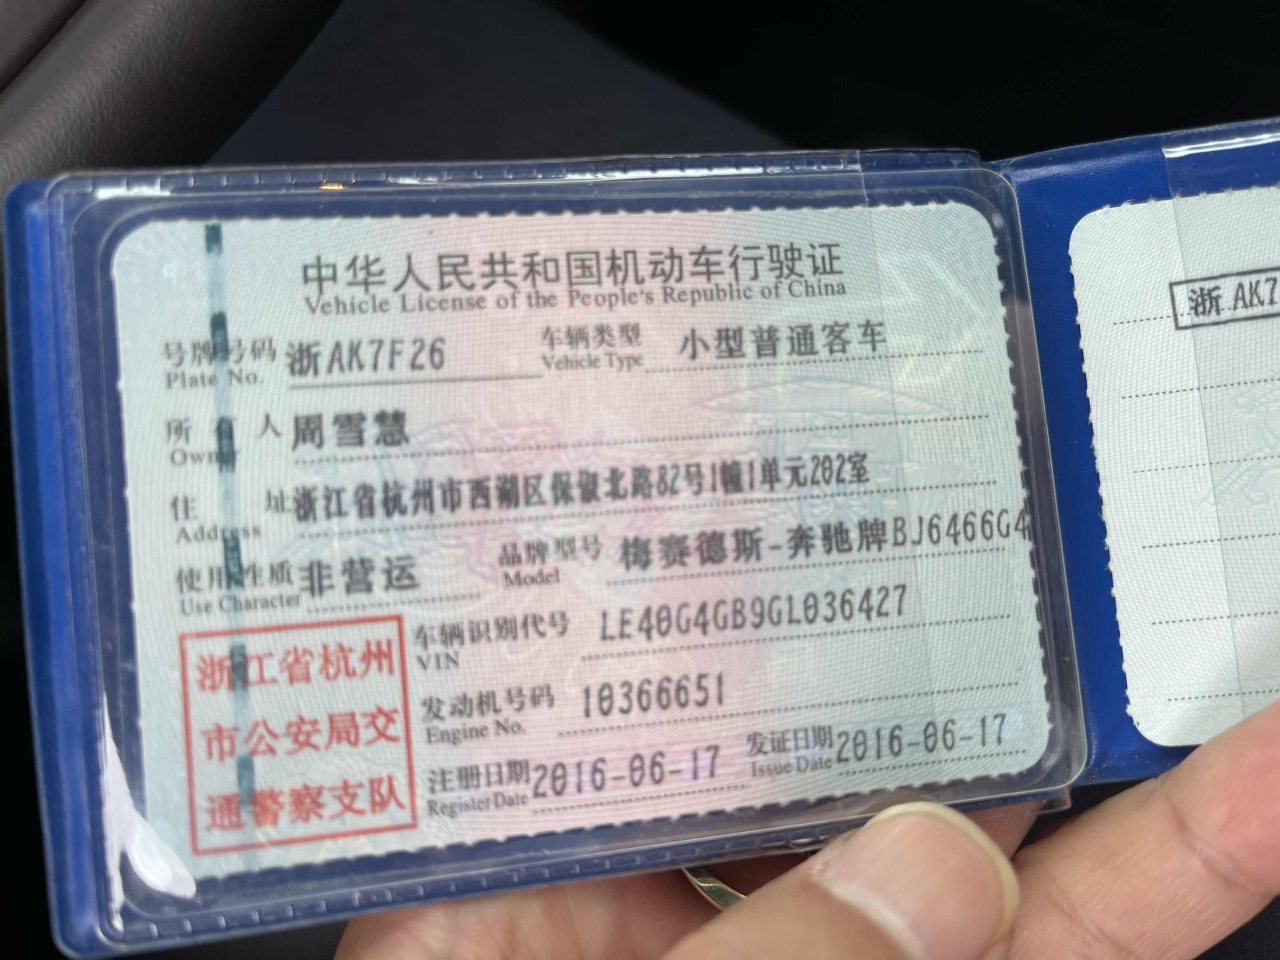 中华人民共和国机动车行驶证
Vehicle License of the People's Republic of China
号牌号码 浙AK7F26 车辆类型 小型普通客车
Plate No. Vehicle Type
所有人 周雪慧
Owner
住址 浙江省杭州市西湖区保俶北路82号1幢1单元202室
Address
使用性质 非营运 品牌型号 梅赛德斯-奔驰牌BJ6466G4
Use Character Model
车辆识别代号 LE40G4GB9GL036427
VIN
发动机号码 10366651
Engine No.
注册日期 2016-06-17 发证日期 2016-06-17
Register Date Issue Date
浙江省杭州
市公安局交
通警察支队
浙AK7